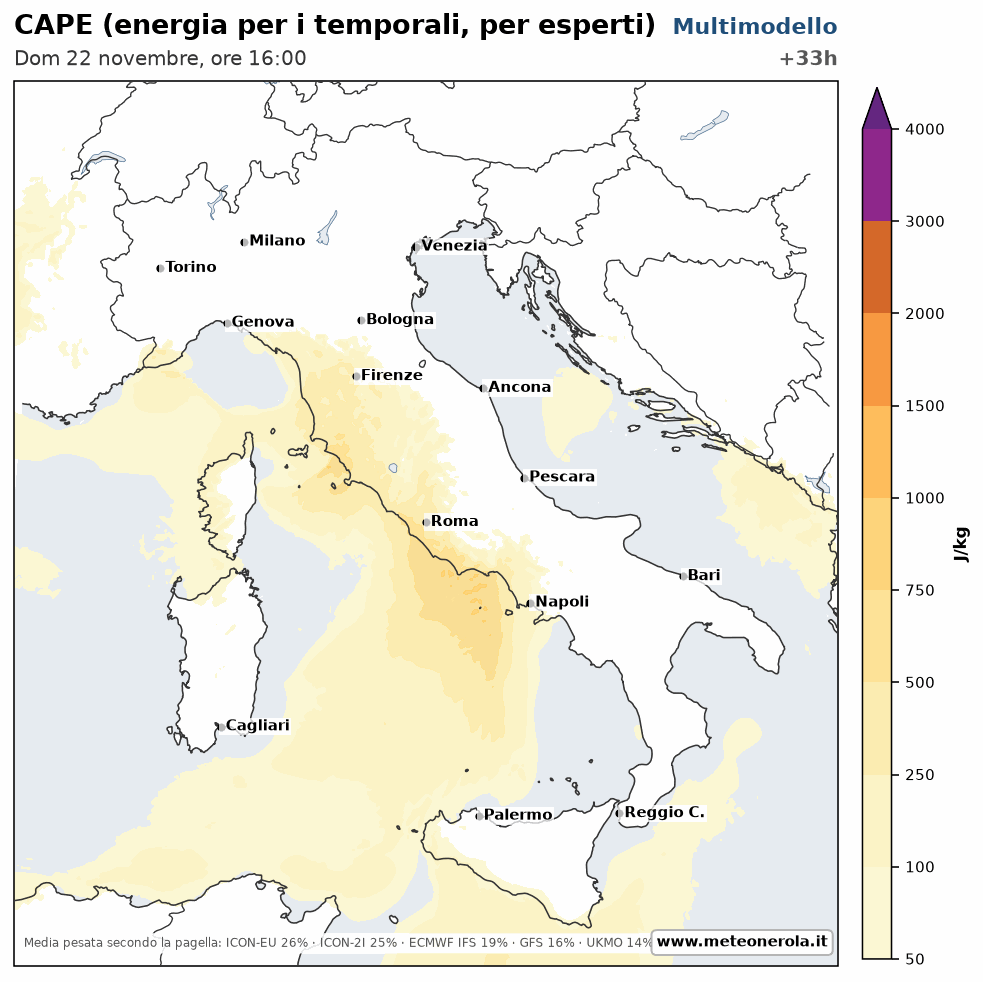 CAPE (energia per i temporali, per esperti)
Multimodello
Dom 22 novembre, ore 16:00
+33h
4000
3000
2000
1500
1000
750
500
250
100
50
J/kg
Milano
Venezia
Torino
Genova
Bologna
Firenze
Ancona
Pescara
Roma
Bari
Napoli
Cagliari
Palermo
Reggio C.
Media pesata secondo la pagella: ICON-EU 26% · ICON-2I 25% · ECMWF IFS 19% · GFS 16% · UKMO 14%
www.meteonerola.it